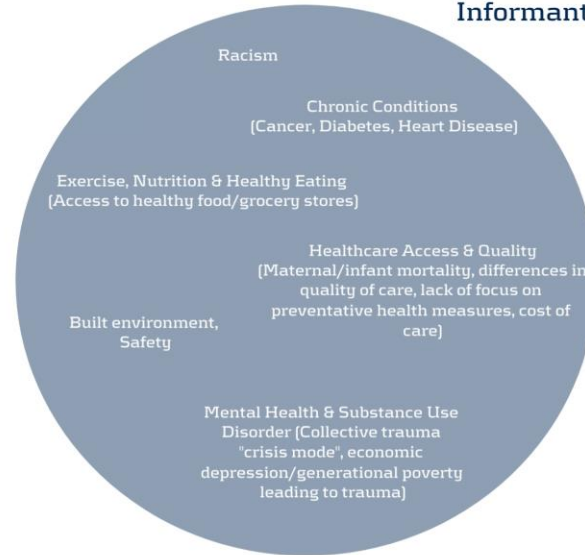 Informant
Racism
Chronic Conditions
(Cancer, Diabetes, Heart Disease)
Exercise, Nutrition & Healthy Eating
(Access to healthy food/grocery stores)
Healthcare Access & Quality
(Maternal/infant mortality, differences in
quality of care, lack of focus on
preventative health measures, cost of
care)
Built environment,
Safety
Mental Health & Substance Use
Disorder (Collective trauma
"crisis mode", economic
depression/generational poverty
leading to trauma)